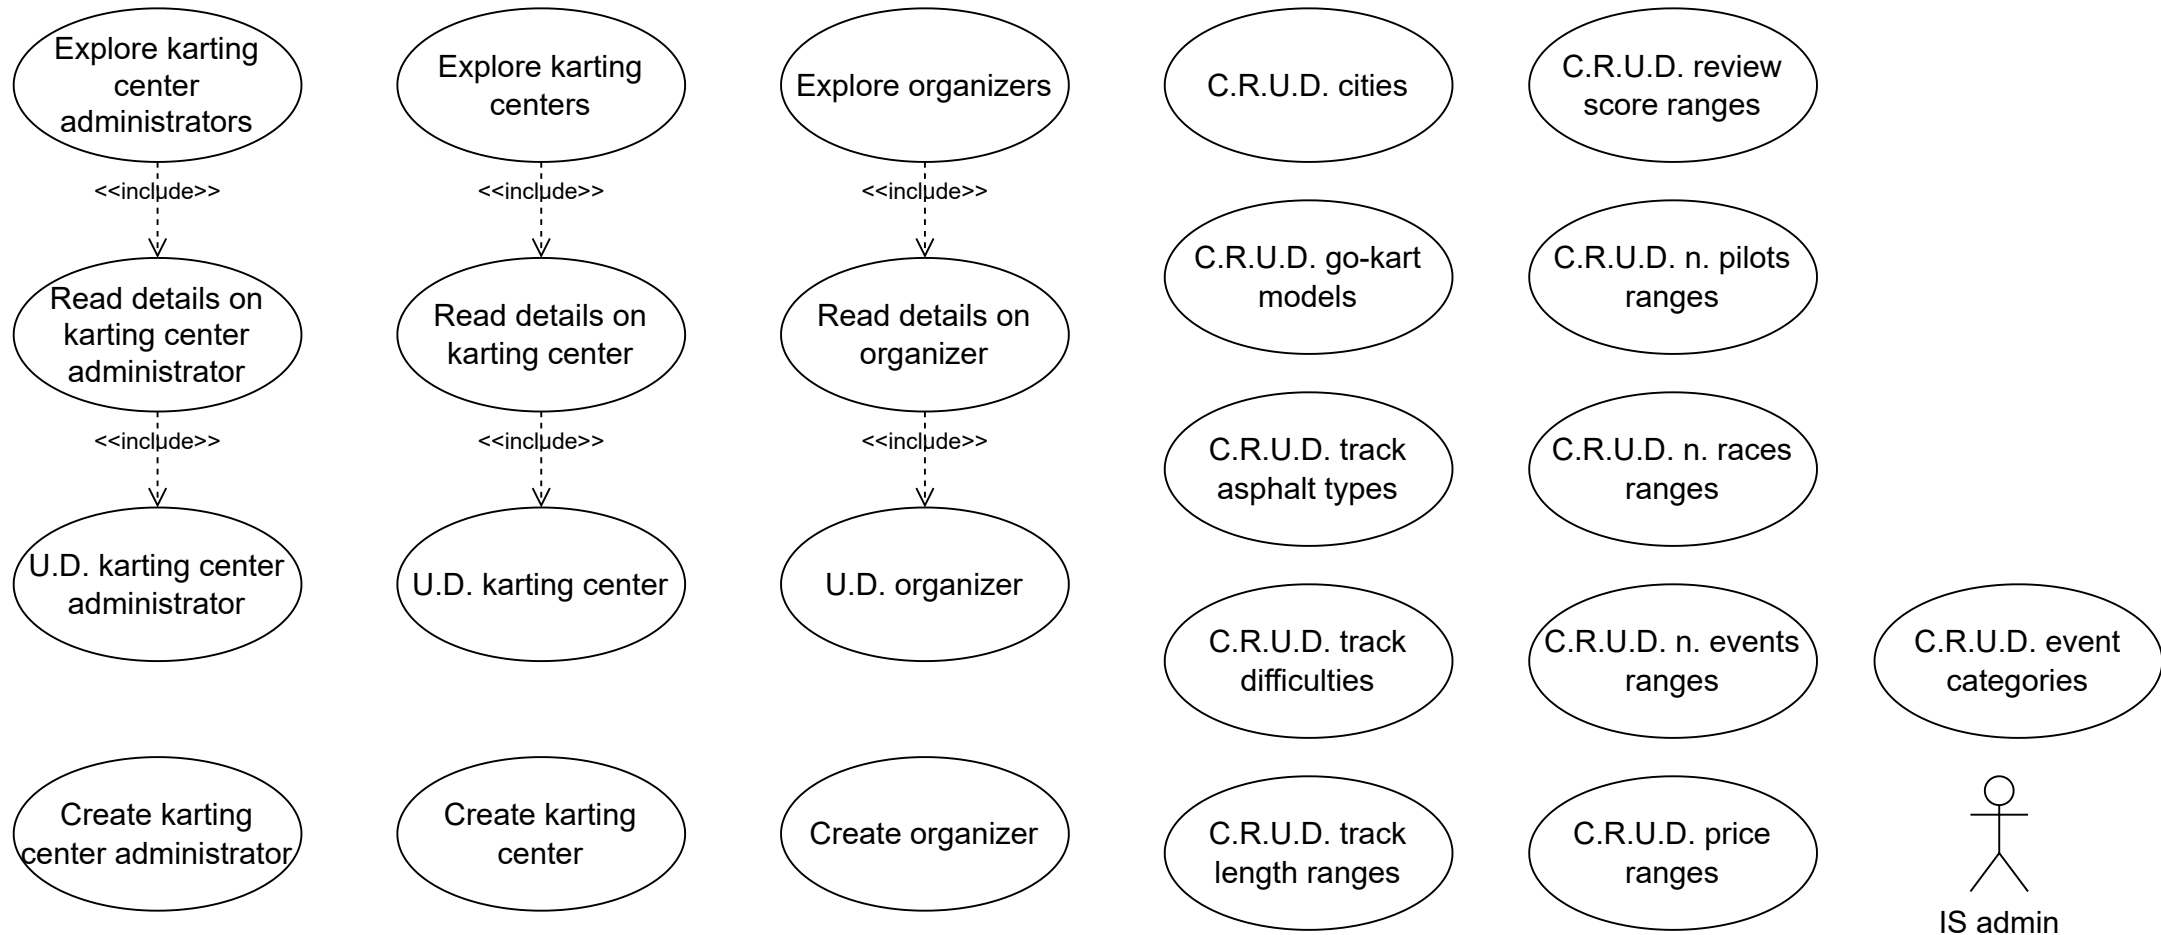 Explore karting
center
administrators
<<include>>
Read details on
karting center
administrator
<<include>>
U.D. karting center
administrator
Create karting
center administrator
Explore karting
centers
<<include>>
Read details on
karting center
<<include>>
U.D. karting center
Create karting
center
Explore organizers
<<include>>
Read details on
organizer
<<include>>
U.D. organizer
Create organizer
C.R.U.D. cities
C.R.U.D. go-kart
models
C.R.U.D. track
asphalt types
C.R.U.D. track
difficulties
C.R.U.D. track
length ranges
C.R.U.D. review
score ranges
C.R.U.D. n. pilots
ranges
C.R.U.D. n. races
ranges
C.R.U.D. n. events
ranges
C.R.U.D. price
ranges
C.R.U.D. event
categories
IS admin